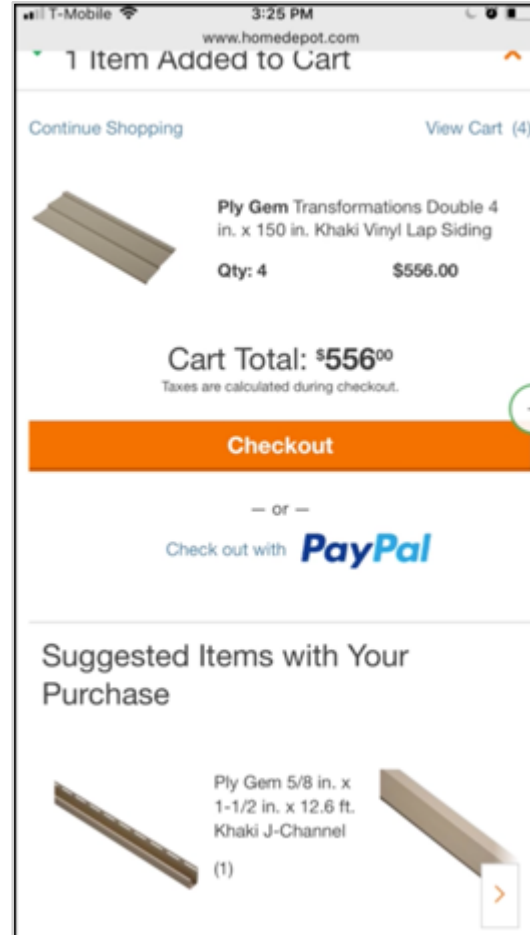 T-Mobile 3:25 PM
www.homedepot.com
1 Item Added to Cart
Continue Shopping View Cart (4)
Ply Gem Transformations Double 4
in. x 150 in. Khaki Vinyl Lap Siding
Qty: 4 $556.00
Cart Total: $55600
Taxes are calculated during checkout.
Checkout
— or —
Check out with PayPal
Suggested Items with Your
Purchase
Ply Gem 5/8 in. x
1-1/2 in. x 12.6 ft.
Khaki J-Channel
(1)